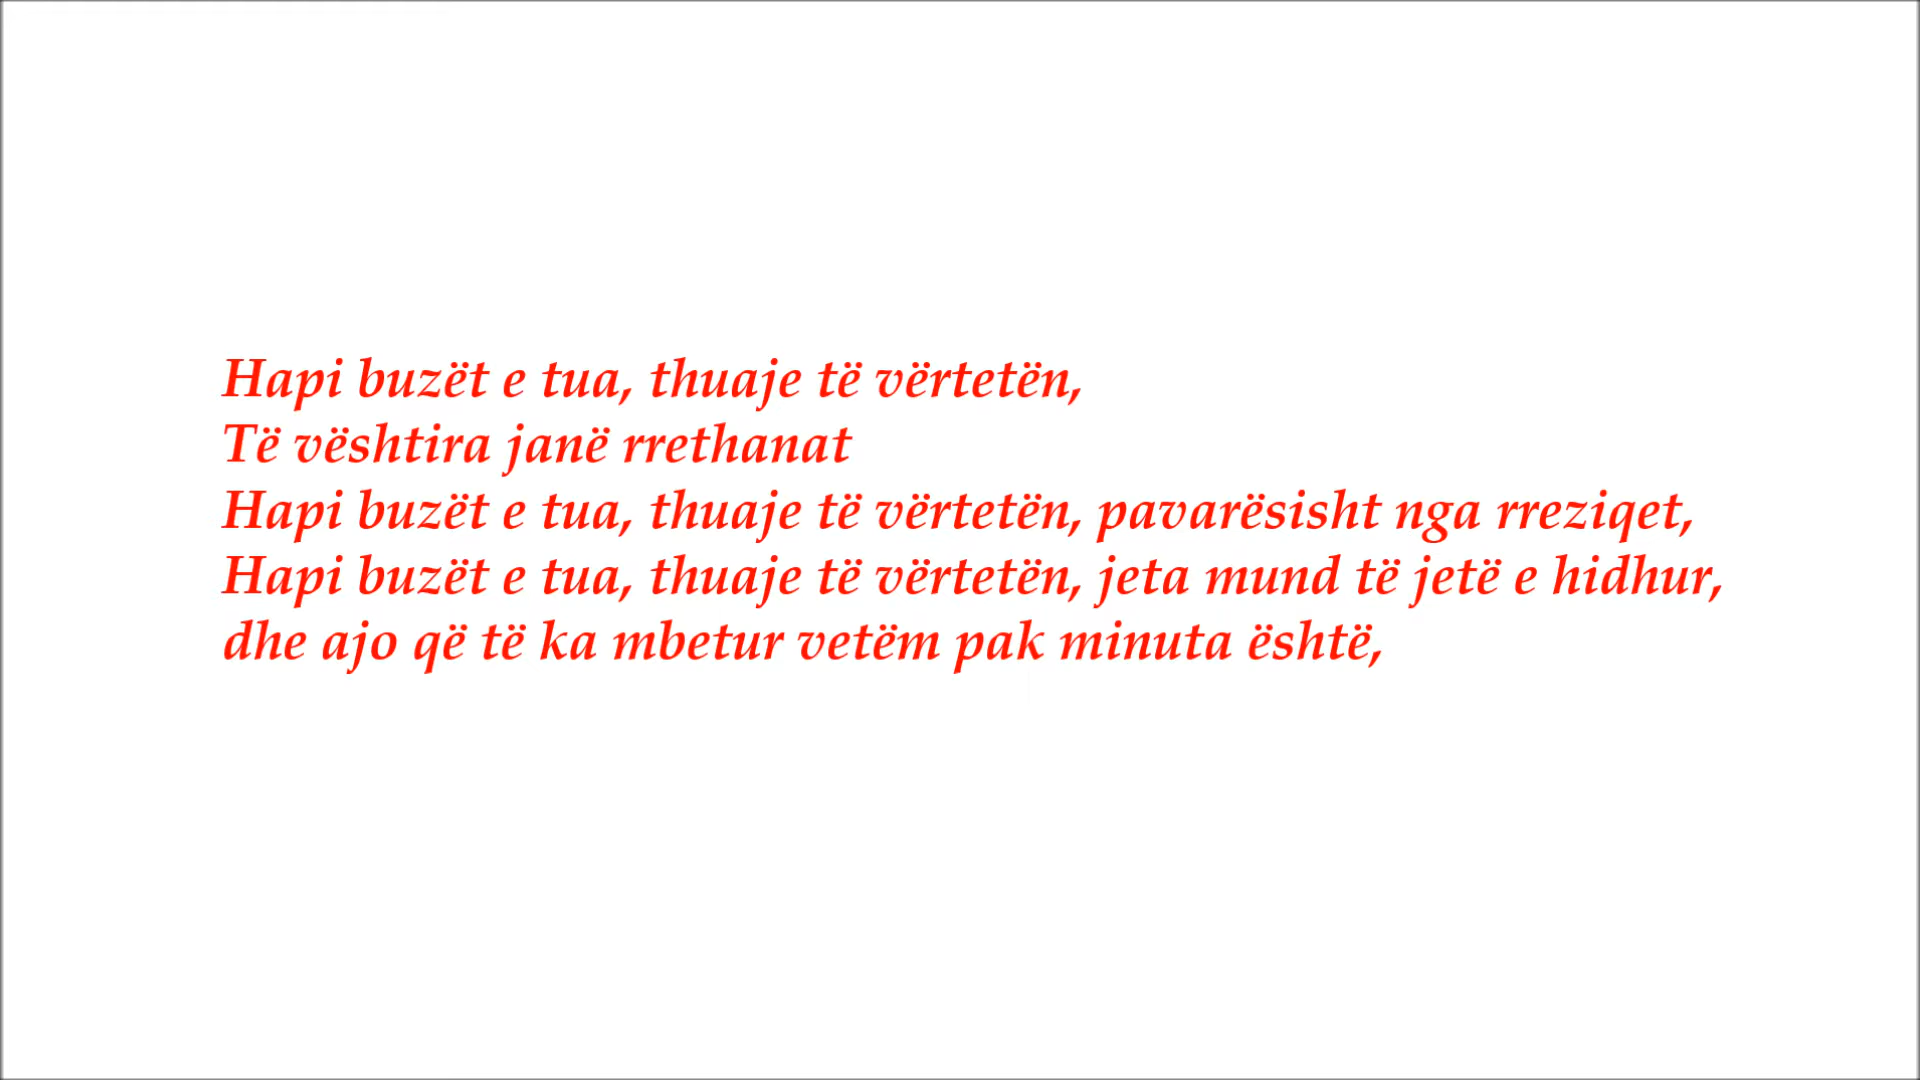 Hapi buzët e tua, thuaje të vërtetën,
Të vështira janë rrethanat
Hapi buzët e tua, thuaje të vërtetën, pavarësisht nga rreziqet,
Hapi buzët e tua, thuaje të vërtetën, jeta mund të jetë e hidhur,
dhe ajo që të ka mbetur vetëm pak minuta është,